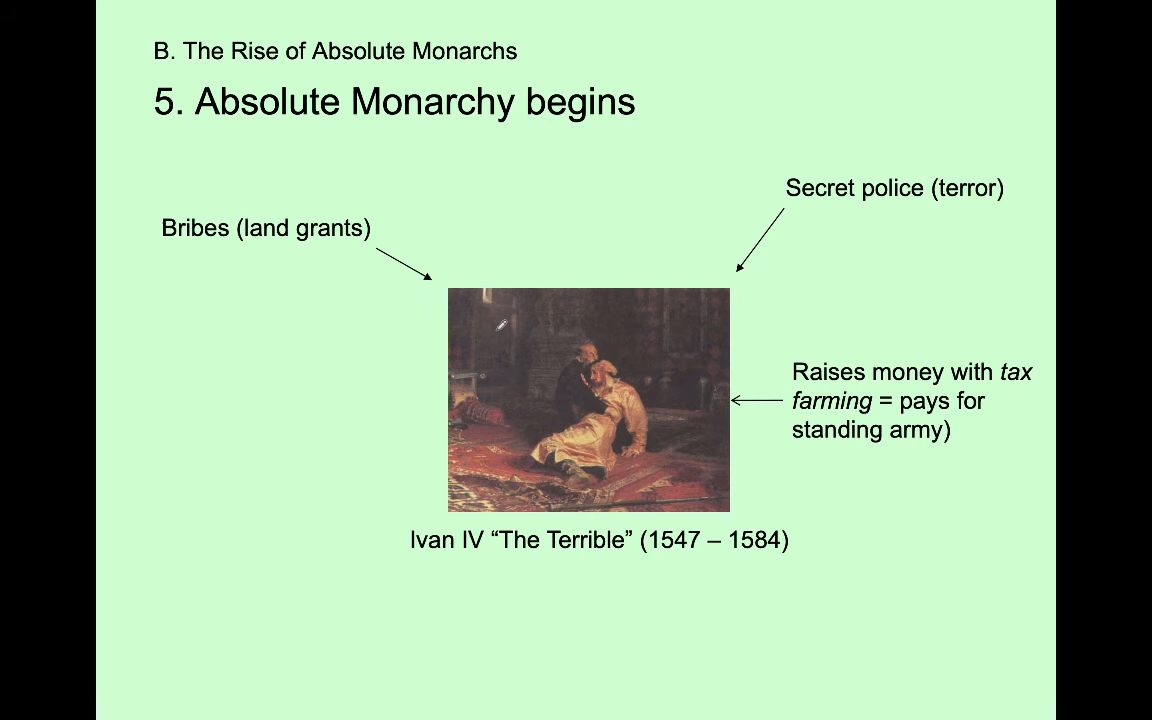 B. The Rise of Absolute Monarchs
5. Absolute Monarchy begins
Secret police (terror)
Bribes (land grants)
Raises money with tax
farming = pays for
standing army)
Ivan IV “The Terrible” (1547 – 1584)